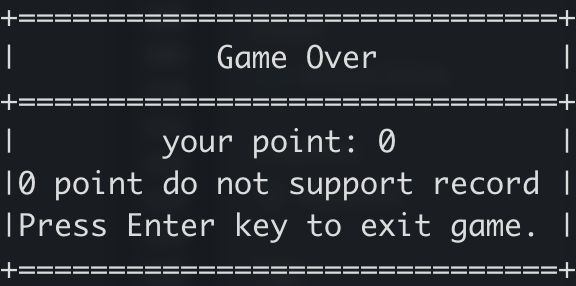 +==============================+
|           Game Over          |
+==============================+
|        your point: 0         |
|0 point do not support record |
|Press Enter key to exit game. |
+==============================+